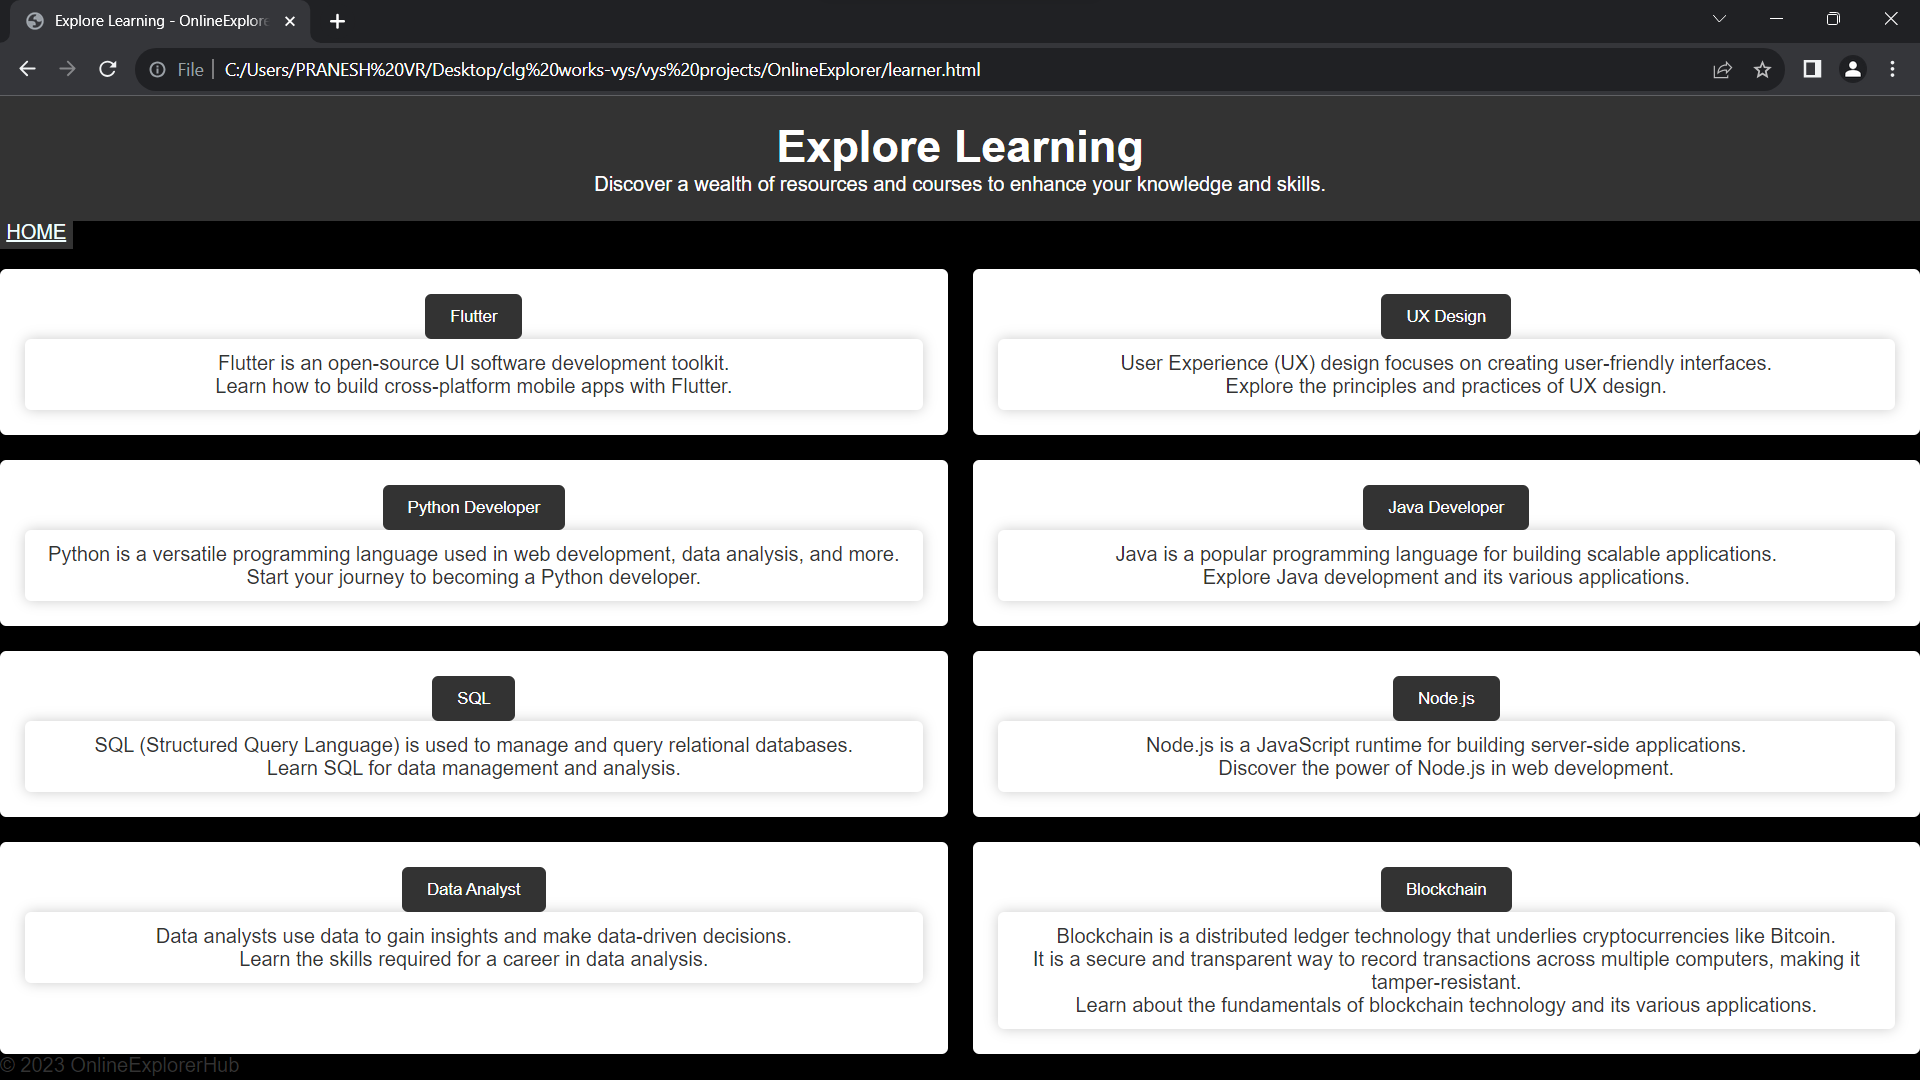 Explore Learning - OnlineExplore
File
C:/Users/PRANESH%20VR/Desktop/clg%20works-vys/vys%20projects/OnlineExplorer/learner.html
Explore Learning
Discover a wealth of resources and courses to enhance your knowledge and skills.
HOME
Flutter
Flutter is an open-source UI software development toolkit.
Learn how to build cross-platform mobile apps with Flutter.
UX Design
User Experience (UX) design focuses on creating user-friendly interfaces.
Explore the principles and practices of UX design.
Python Developer
Python is a versatile programming language used in web development, data analysis, and more.
Start your journey to becoming a Python developer.
Java Developer
Java is a popular programming language for building scalable applications.
Explore Java development and its various applications.
SQL
SQL (Structured Query Language) is used to manage and query relational databases.
Learn SQL for data management and analysis.
Node.js
Node.js is a JavaScript runtime for building server-side applications.
Discover the power of Node.js in web development.
Data Analyst
Data analysts use data to gain insights and make data-driven decisions.
Learn the skills required for a career in data analysis.
Blockchain
Blockchain is a distributed ledger technology that underlies cryptocurrencies like Bitcoin.
It is a secure and transparent way to record transactions across multiple computers, making it
tamper-resistant.
Learn about the fundamentals of blockchain technology and its various applications.
© 2023 OnlineExplorerHub